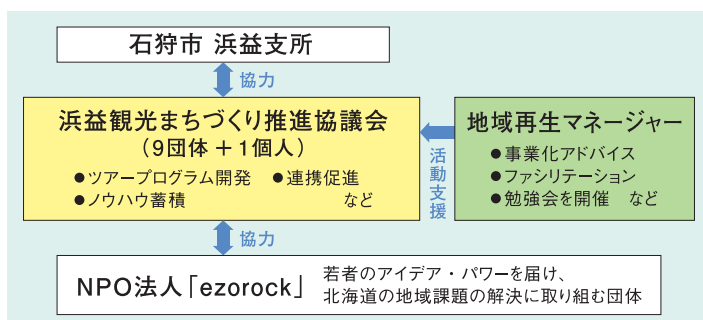 石狩市 浜益支所
協力
浜益観光まちづくり推進協議会
（9団体 ＋ 1個人）
●ツアープログラム開発 ●連携促進
●ノウハウ蓄積 など
活動支援
地域再生マネージャー
●事業化アドバイス
●ファシリテーション
●勉強会を開催 など
協力
NPO法人「ezorock」
若者のアイデア・パワーを届け、
北海道の地域課題の解決に取り組む団体